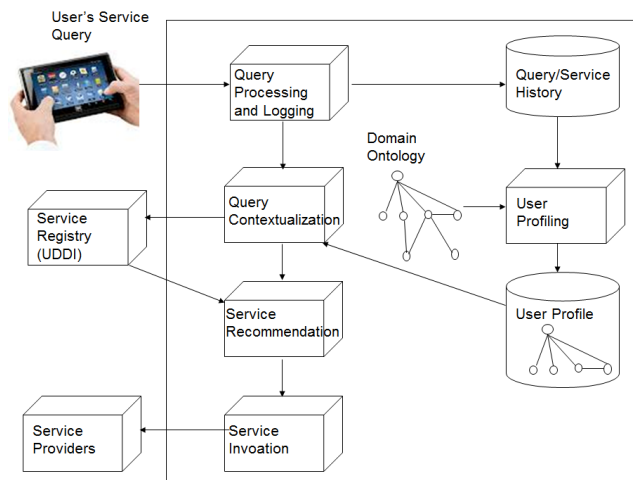 User's Service
Query
Query
Processing
and Logging
Query/Service
History
Domain
Ontology
Query
Contextualization
User
Profiling
Service
Registry
(UDDI)
Service
Recommendation
User Profile
Service
Providers
Service
Invoation